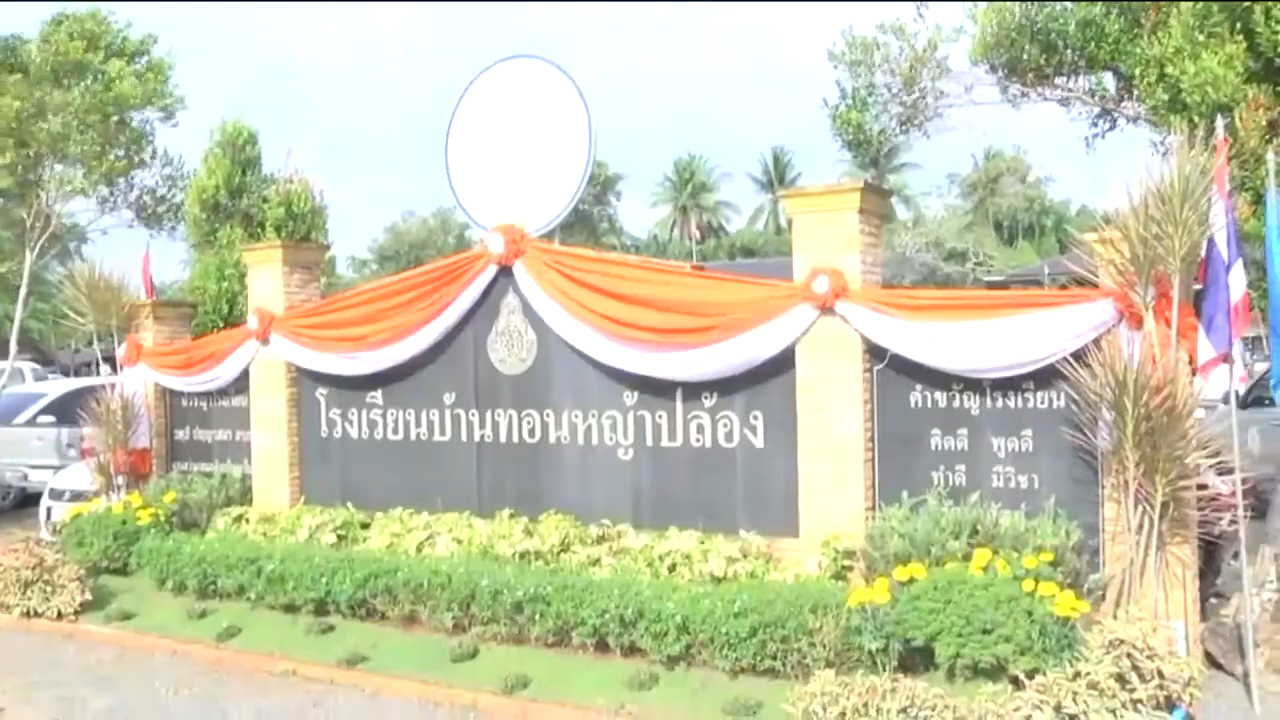 โรงเรียนบ้านทอนหญ้าปล้อง
คำขวัญโรงเรียน
คิดดี พูดดี
ทำดี มีวิชา